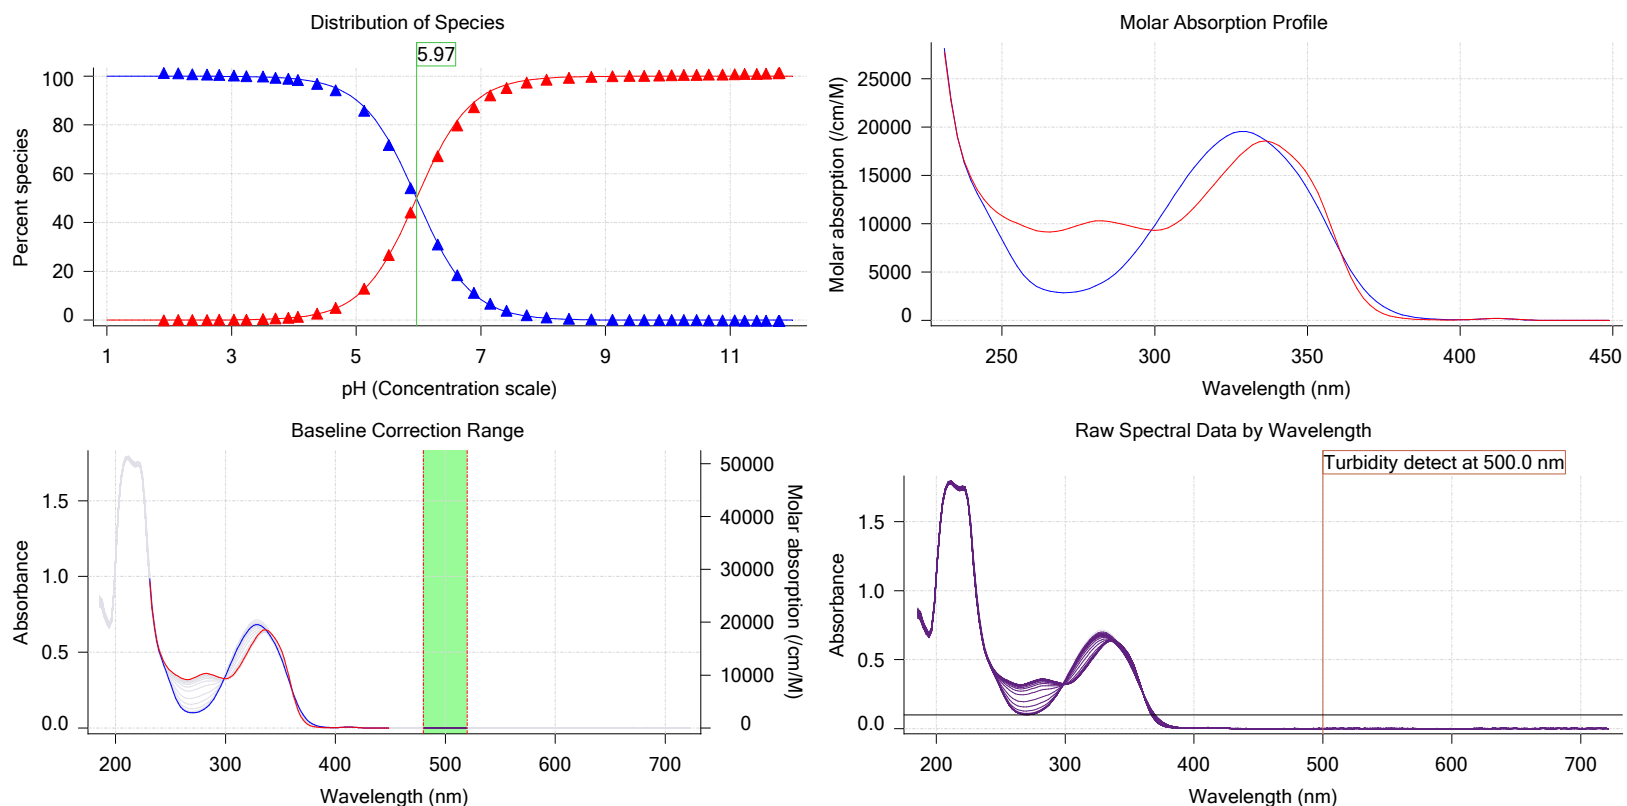 Distribution of Species
5.97
Percent species
100
80
60
40
20
0
1 3 5 7 9 11
pH (Concentration scale)
Molar Absorption Profile
Molar absorption (/cm/M)
25000
20000
15000
10000
5000
0
250 300 350 400 450
Wavelength (nm)
Baseline Correction Range
Absorbance
1.5
1.0
0.5
0.0
50000
40000
30000
20000
10000
0
Molar absorption (/cm/M)
200 300 400 500 600 700
Wavelength (nm)
Raw Spectral Data by Wavelength
Turbidity detect at 500.0 nm
Absorbance
1.5
1.0
0.5
0.0
200 300 400 500 600 700
Wavelength (nm)